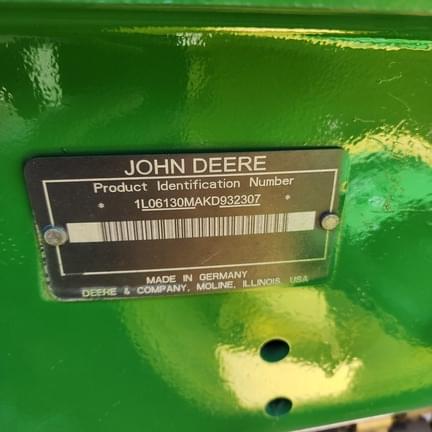 JOHN DEERE
Product Identification Number
* 1L06130MAKD932307 *
MADE IN GERMANY
DEERE & COMPANY, MOLINE, ILLINOIS, USA